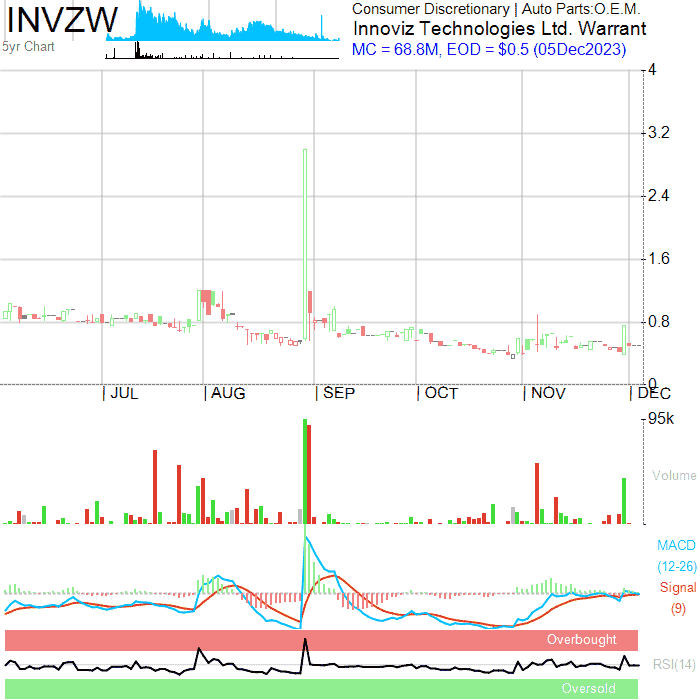 INVZW
5yr Chart
Consumer Discretionary | Auto Parts:O.E.M.
Innoviz Technologies Ltd. Warrant
MC = 68.8M, EOD = $0.5 (05Dec2023)
4
3.2
2.4
1.6
0.8
0
| JUL | AUG | SEP | OCT | NOV | DEC
95k
Volume
MACD
(12-26)
Signal
(9)
Overbought
RSI(14)
Oversold